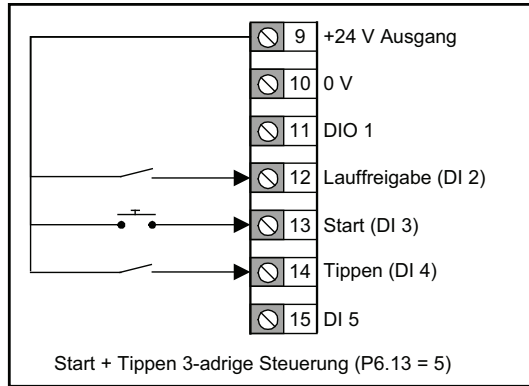 9 +24 V Ausgang
10 0 V
11 DIO 1
12 Lauffreigabe (DI 2)
13 Start (DI 3)
14 Tippen (DI 4)
15 DI 5
Start + Tippen 3-adrige Steuerung (P6.13 = 5)